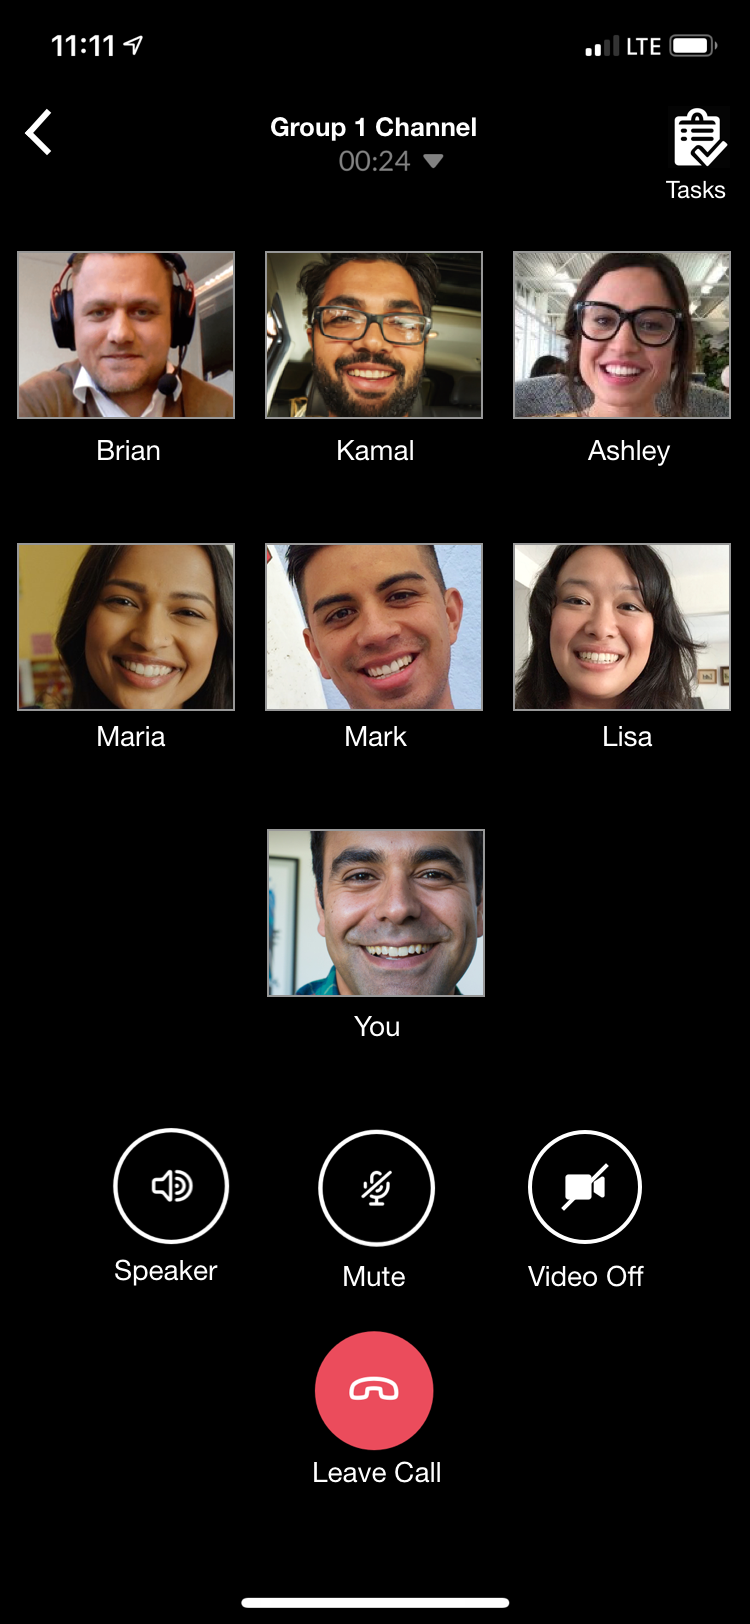 11:11 LTE
Group 1 Channel
00:24
Tasks
Brian Kamal Ashley
Maria Mark Lisa
You
Speaker Mute Video Off
Leave Call